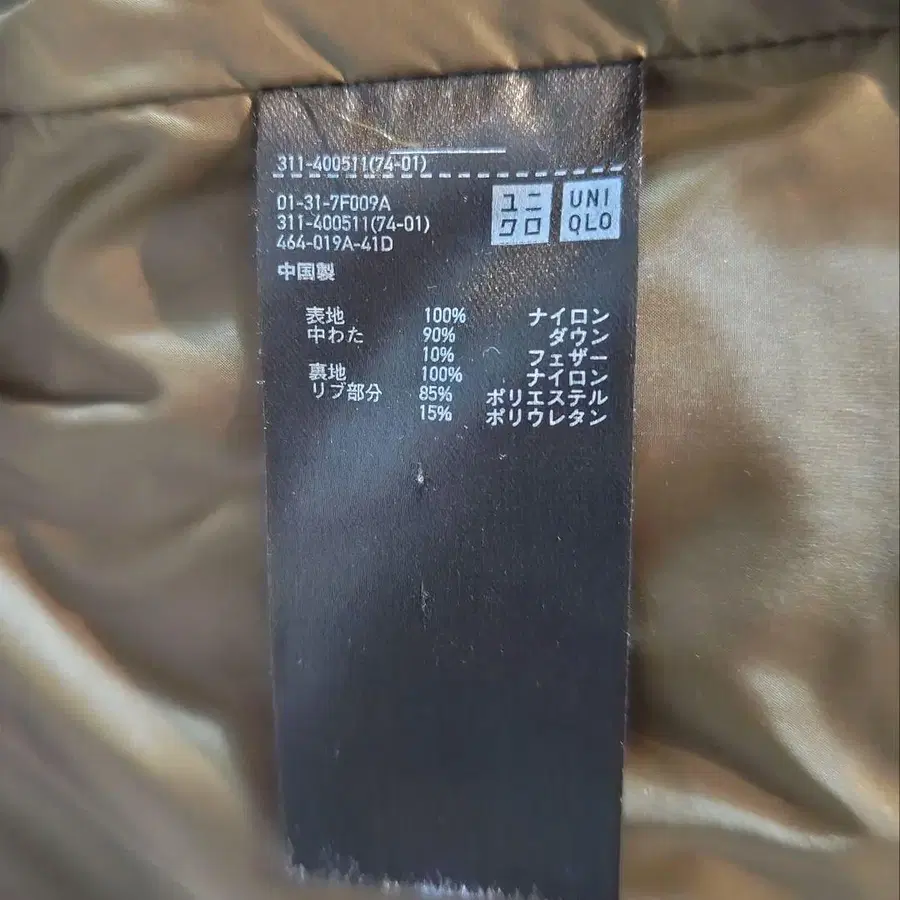 311-400511(74-01)
01-31-7F009A
311-400511(74-01)
464-019A-41D
ユニ
クロ
UNI
QLO
中国製
表地 100% ナイロン
中わた 90% ダウン
10% フェザー
裏地 100% ナイロン
リブ部分 85% ポリエステル
15% ポリウレタン